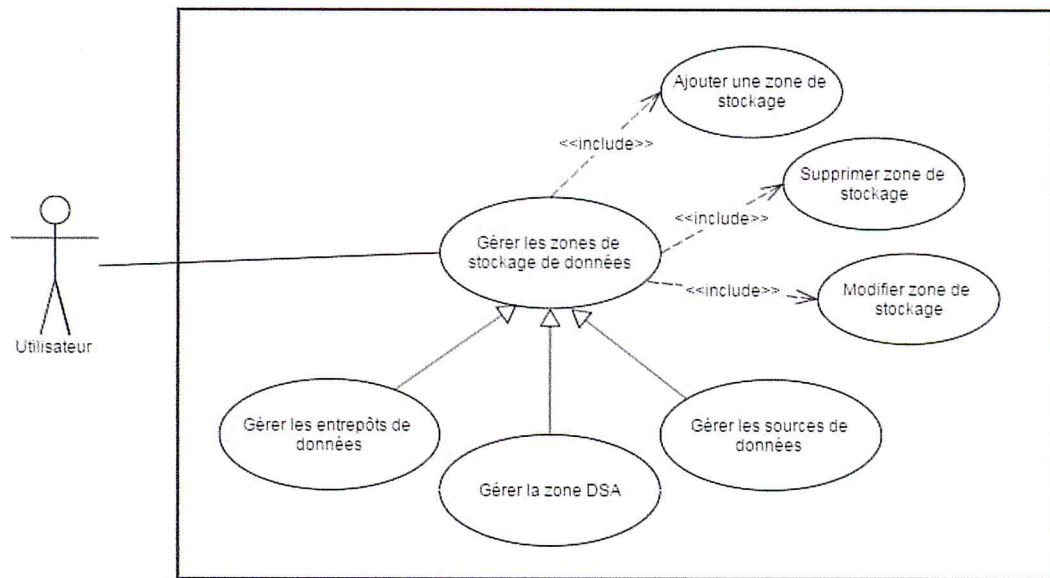 Ajouter une zone de
stockage
<<include>>
Supprimer zone de
stockage
<<include>>
Gérer les zones de
stockage de données
<<include>>
Modifier zone de
stockage
Utilisateur
Gérer les entrepôts de
données
Gérer la zone DSA
Gérer les sources de
données